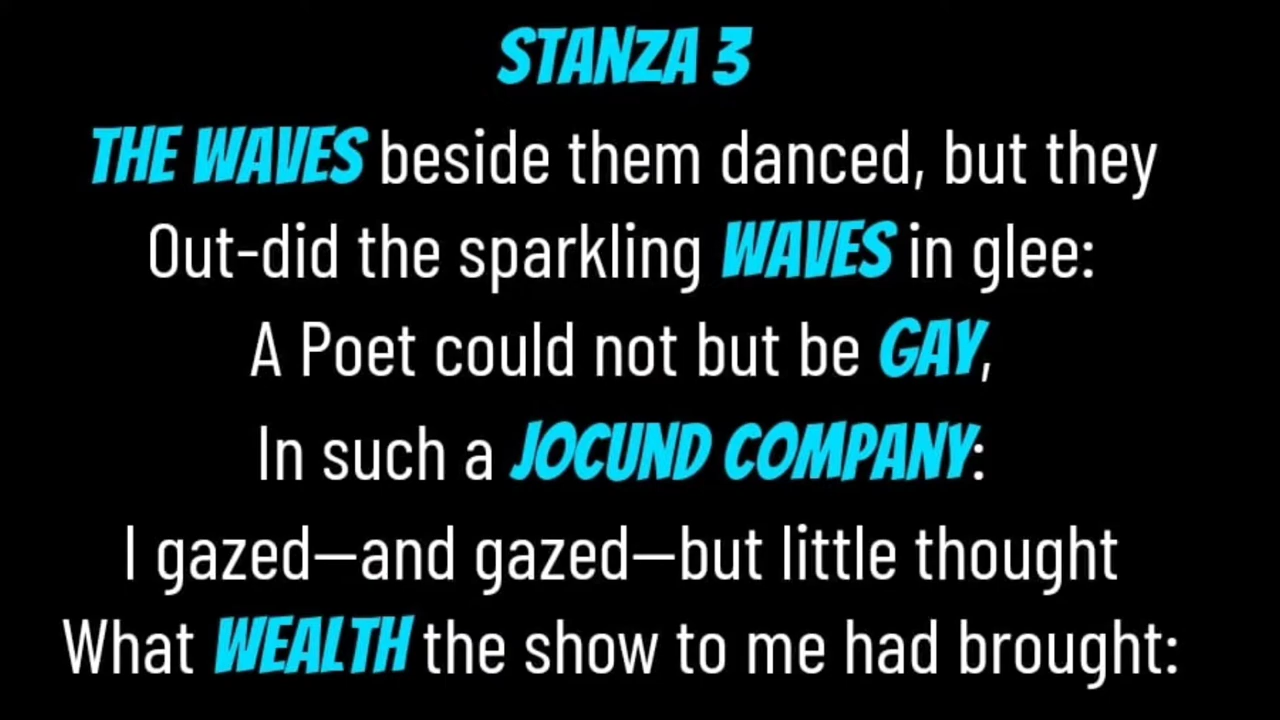 STANZA 3
THE WAVES beside them danced, but they
Out-did the sparkling WAVES in glee:
A Poet could not but be GAY,
In such a JOCUND COMPANY:
I gazed—and gazed—but little thought
What WEALTH the show to me had brought: